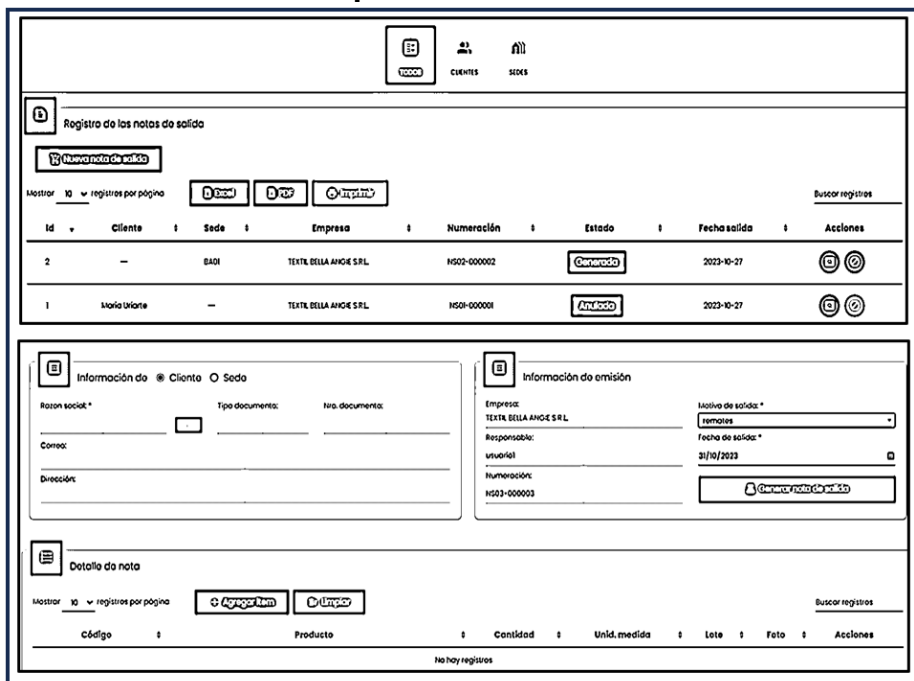 TODOS CLIENTES SEDES
Registro de las notas de salida
Nueva nota de salida
Mostrar 10 registros por página Excel PDF Imprimir Buscar registros
Id Cliente Sede Empresa Numeración Estado Fecha salida Acciones
2 — BA01 TEXTIL BELLA ANGIE S.R.L. NS02-000002 Generada 2023-10-27
1 Maria Uriarte — TEXTIL BELLA ANGIE S.R.L. NS01-000001 Anulada 2023-10-27
Información de Cliente Sede
Razon social: * Tipo documento: Nro. documento:
Correo:
Dirección:
Información de emisión
Empresa: Motivo de salida: *
TEXTIL BELLA ANGIE S.R.L. remates
Responsable: Fecha de salida: *
usuario1 31/10/2023
Numeración:
NS03-000003 Generar nota de salida
Detalle de nota
Mostrar 10 registros por página Agregar item Limpiar Buscar registros
Código Producto Cantidad Unid. medida Lote Foto Acciones
No hay registros